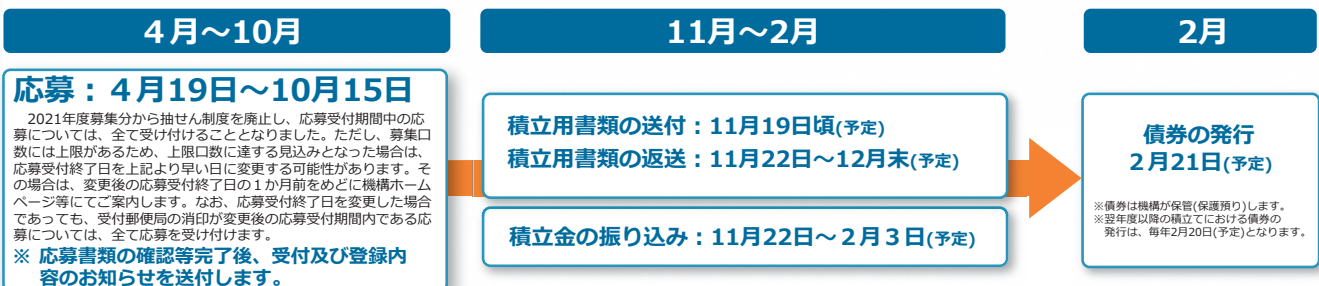 4月～10月
応募：4月19日～10月15日
2021年度募集分から抽せん制度を廃止し、応募受付期間中の応
募については、全て受け付けることとなりました。ただし、募集口
数には上限があるため、上限口数に達する見込みとなった場合は、
応募受付終了日を上記より早い日に変更する可能性があります。そ
の場合は、変更後の応募受付終了日の１か月前をめどに機構ホーム
ページ等にてご案内します。なお、応募受付終了日を変更した場合
であっても、受付郵便局の消印が変更後の応募受付期間内である応
募については、全て応募を受け付けます。
※ 応募書類の確認等完了後、受付及び登録内
容のお知らせを送付します。
11月～2月
積立用書類の送付：11月19日頃(予定)
積立用書類の返送：11月22日～12月末(予定)
積立金の振り込み：11月22日～２月３日(予定)
2月
債券の発行
２月21日(予定)
※債券は機構が保管(保護預り)します。
※翌年度以降の積立てにおける債券の
発行は、毎年2月20日(予定)となります。